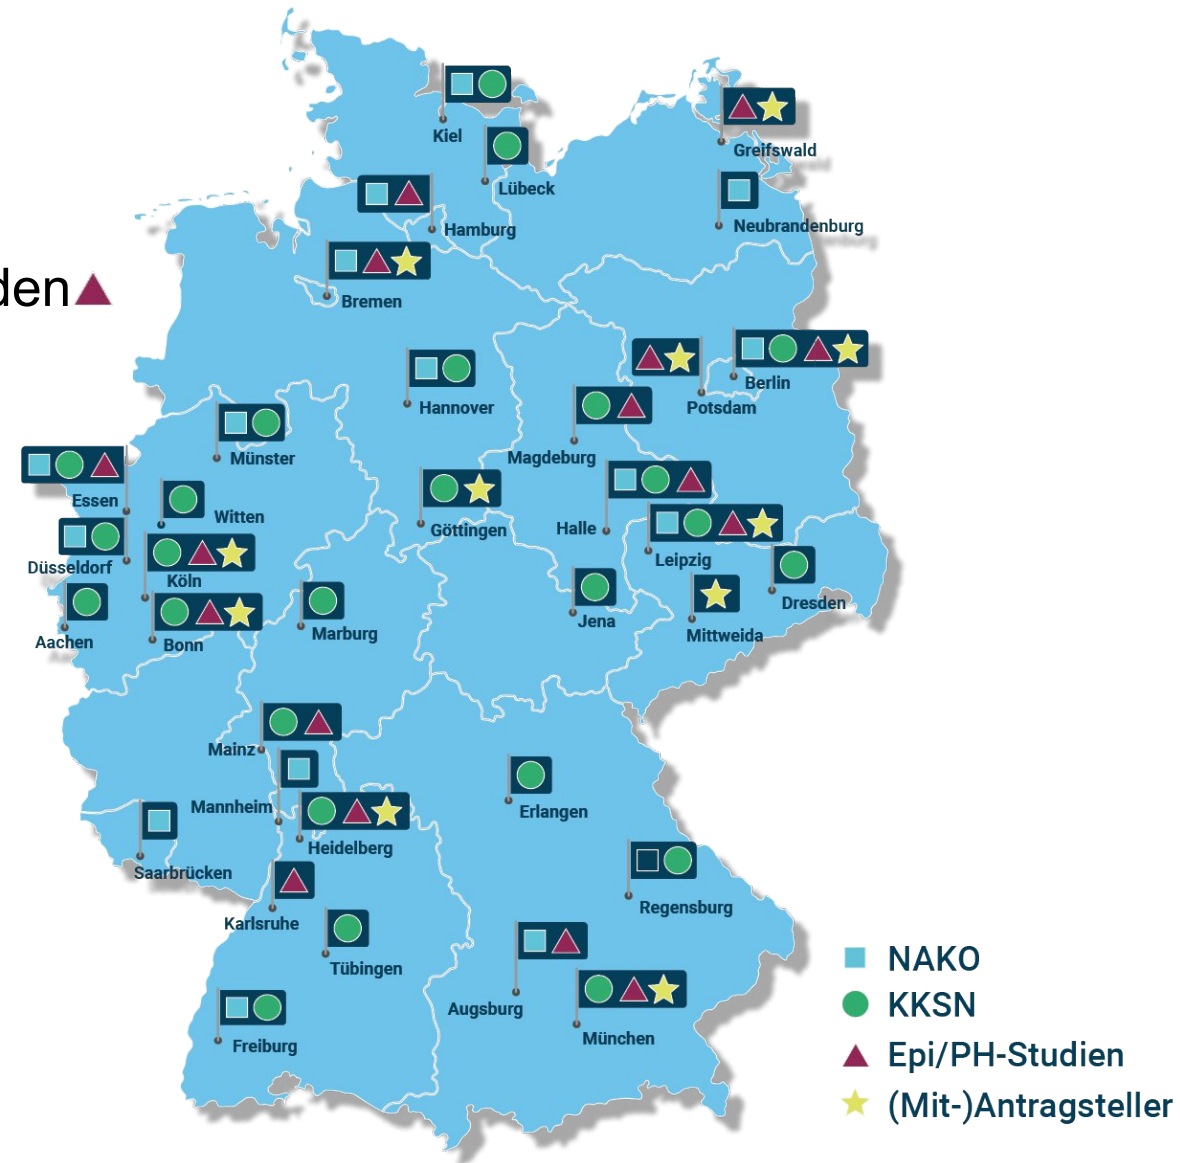 Kiel
Lübeck
Greifswald
Neubrandenburg
Hamburg
Bremen
den
Hannover
Berlin
Potsdam
Magdeburg
Münster
Essen
Witten
Göttingen
Halle
Leipzig
Düsseldorf
Köln
Dresden
Jena
Mittweida
Aachen
Bonn
Marburg
Mainz
Mannheim
Erlangen
Heidelberg
Saarbrücken
Regensburg
Karlsruhe
Tübingen
Augsburg
München
Freiburg
NAKO
KKSN
Epi/PH-Studien
(Mit-)Antragsteller